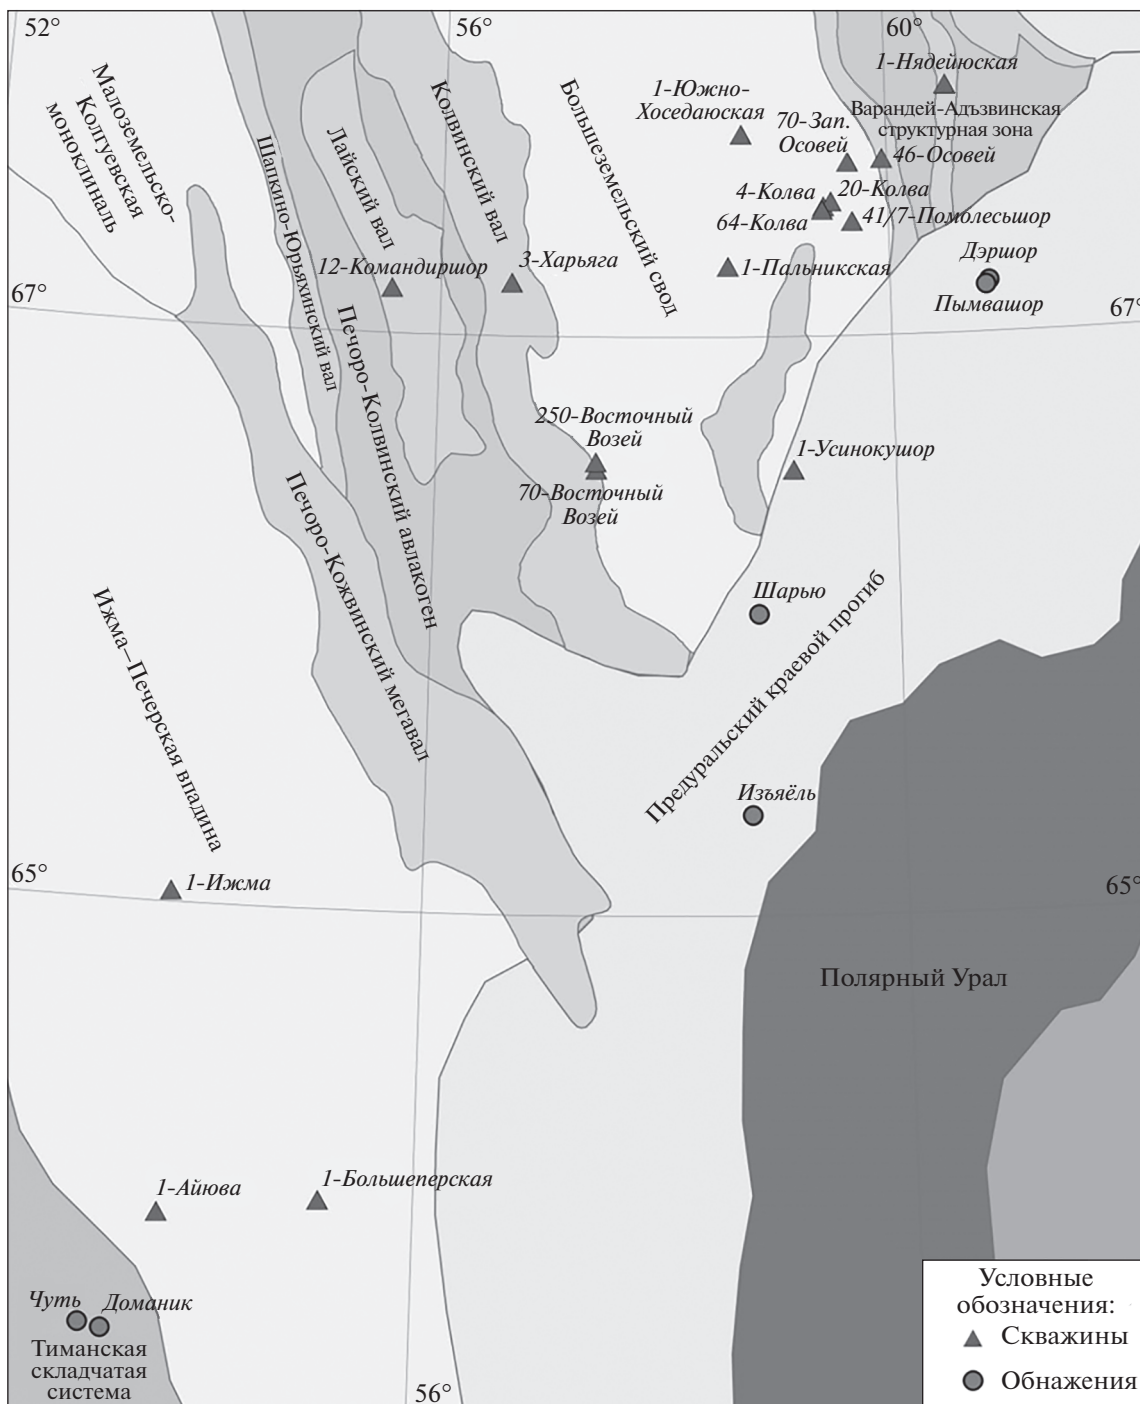 52°
56°
60°
1-Нядейюская
Малоземельско-
Колгуевская
моноклиналь
Шапкино-Юрьяхинский вал
Лайский вал
Колвинский вал
Большеземельский свод
1-Южно-
Хоседаюская
70-Зап.
Осовей
Варандей-Адъзвинская
структурная зона
46-Осовей
4-Колва
20-Колва
64-Колва
41/7-Помолесьшор
12-Командиршор
3-Харьяга
1-Пальникская
Дэршор
Пымвашор
67°
67°
Печоро-Колвинский авлакоген
250-Восточный
Возей
70-Восточный
Возей
1-Усинокушор
Печоро-Кожвинский мегавал
Ижма–Печерская впадина
Шарью
Предуральский краевой прогиб
Изъяёль
65°
65°
1-Ижма
Полярный Урал
1-Айюва
1-Большеперская
Чуть
Доманик
Тиманская
складчатая
система
56°
Условные
обозначения:
Скважины
Обнажения